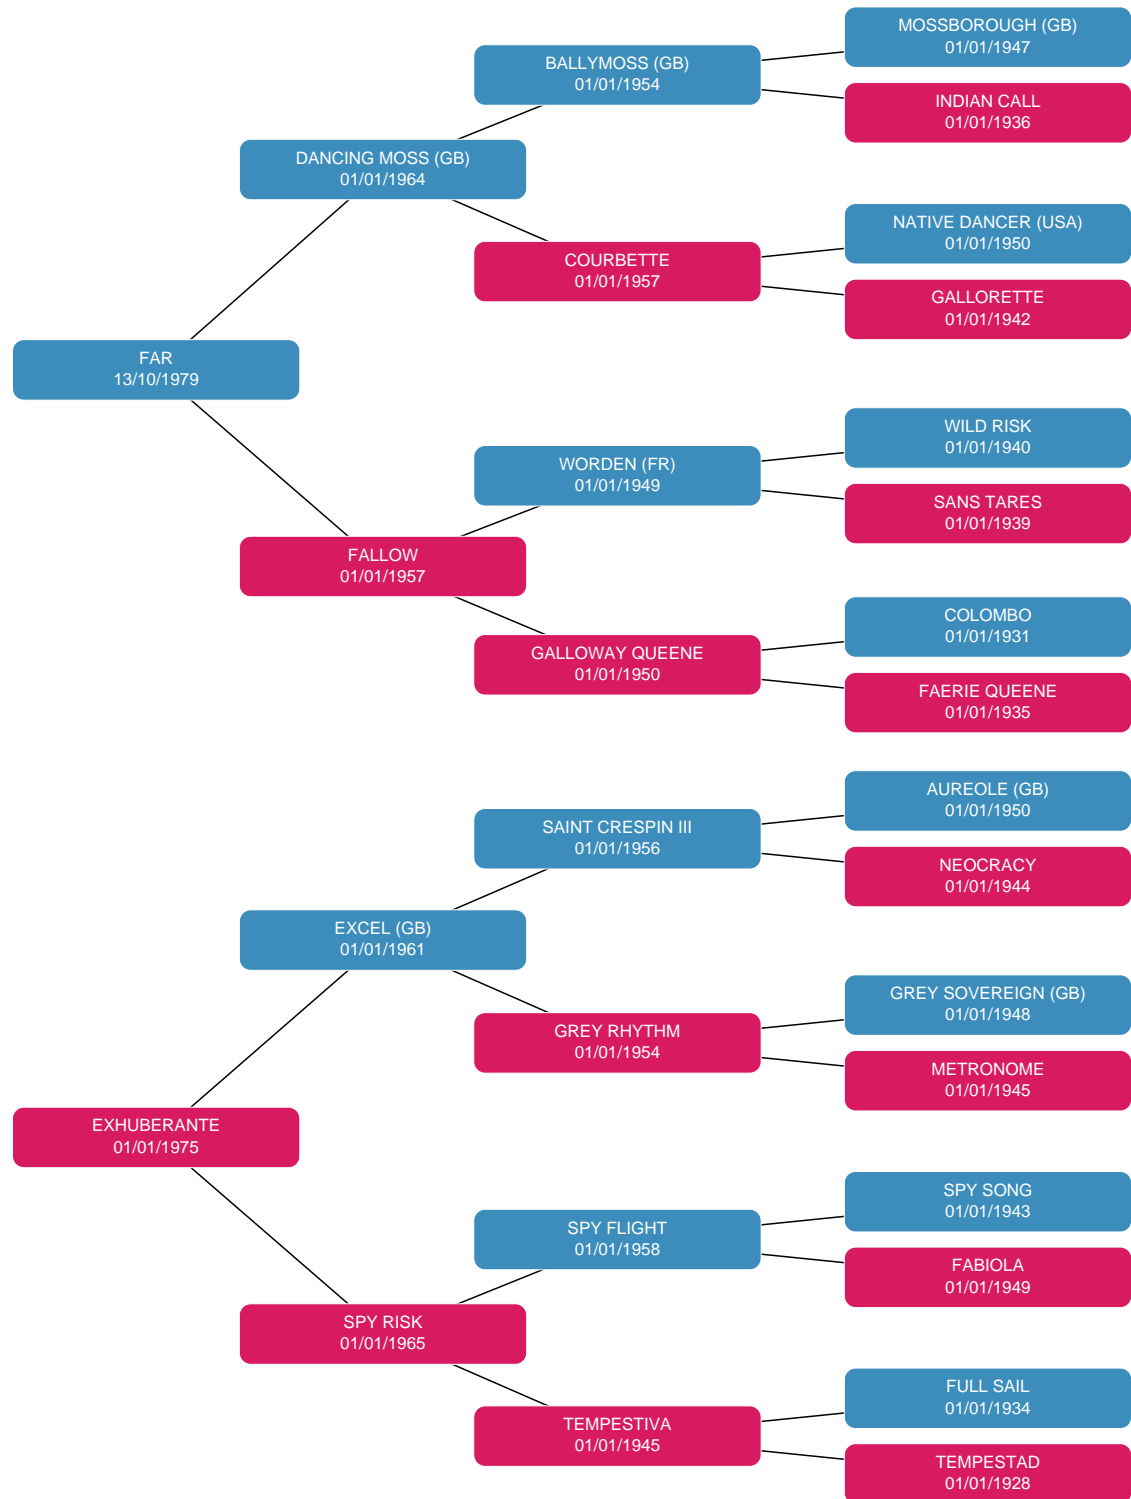 MOSSBOROUGH (GB)
01/01/1947
BALLYMOSS (GB)
01/01/1954
INDIAN CALL
01/01/1936
DANCING MOSS (GB)
01/01/1964
NATIVE DANCER (USA)
01/01/1950
COURBETTE
01/01/1957
GALLORETTE
01/01/1942
FAR
13/10/1979
WILD RISK
01/01/1940
WORDEN (FR)
01/01/1949
SANS TARES
01/01/1939
FALLOW
01/01/1957
COLOMBO
01/01/1931
GALLOWAY QUEENE
01/01/1950
FAERIE QUEENE
01/01/1935
AUREOLE (GB)
01/01/1950
SAINT CRESPIN III
01/01/1956
NEOCRACY
01/01/1944
EXCEL (GB)
01/01/1961
GREY SOVEREIGN (GB)
01/01/1948
GREY RHYTHM
01/01/1954
METRONOME
01/01/1945
EXHUBERANTE
01/01/1975
SPY SONG
01/01/1943
SPY FLIGHT
01/01/1958
FABIOLA
01/01/1949
SPY RISK
01/01/1965
FULL SAIL
01/01/1934
TEMPESTIVA
01/01/1945
TEMPESTAD
01/01/1928